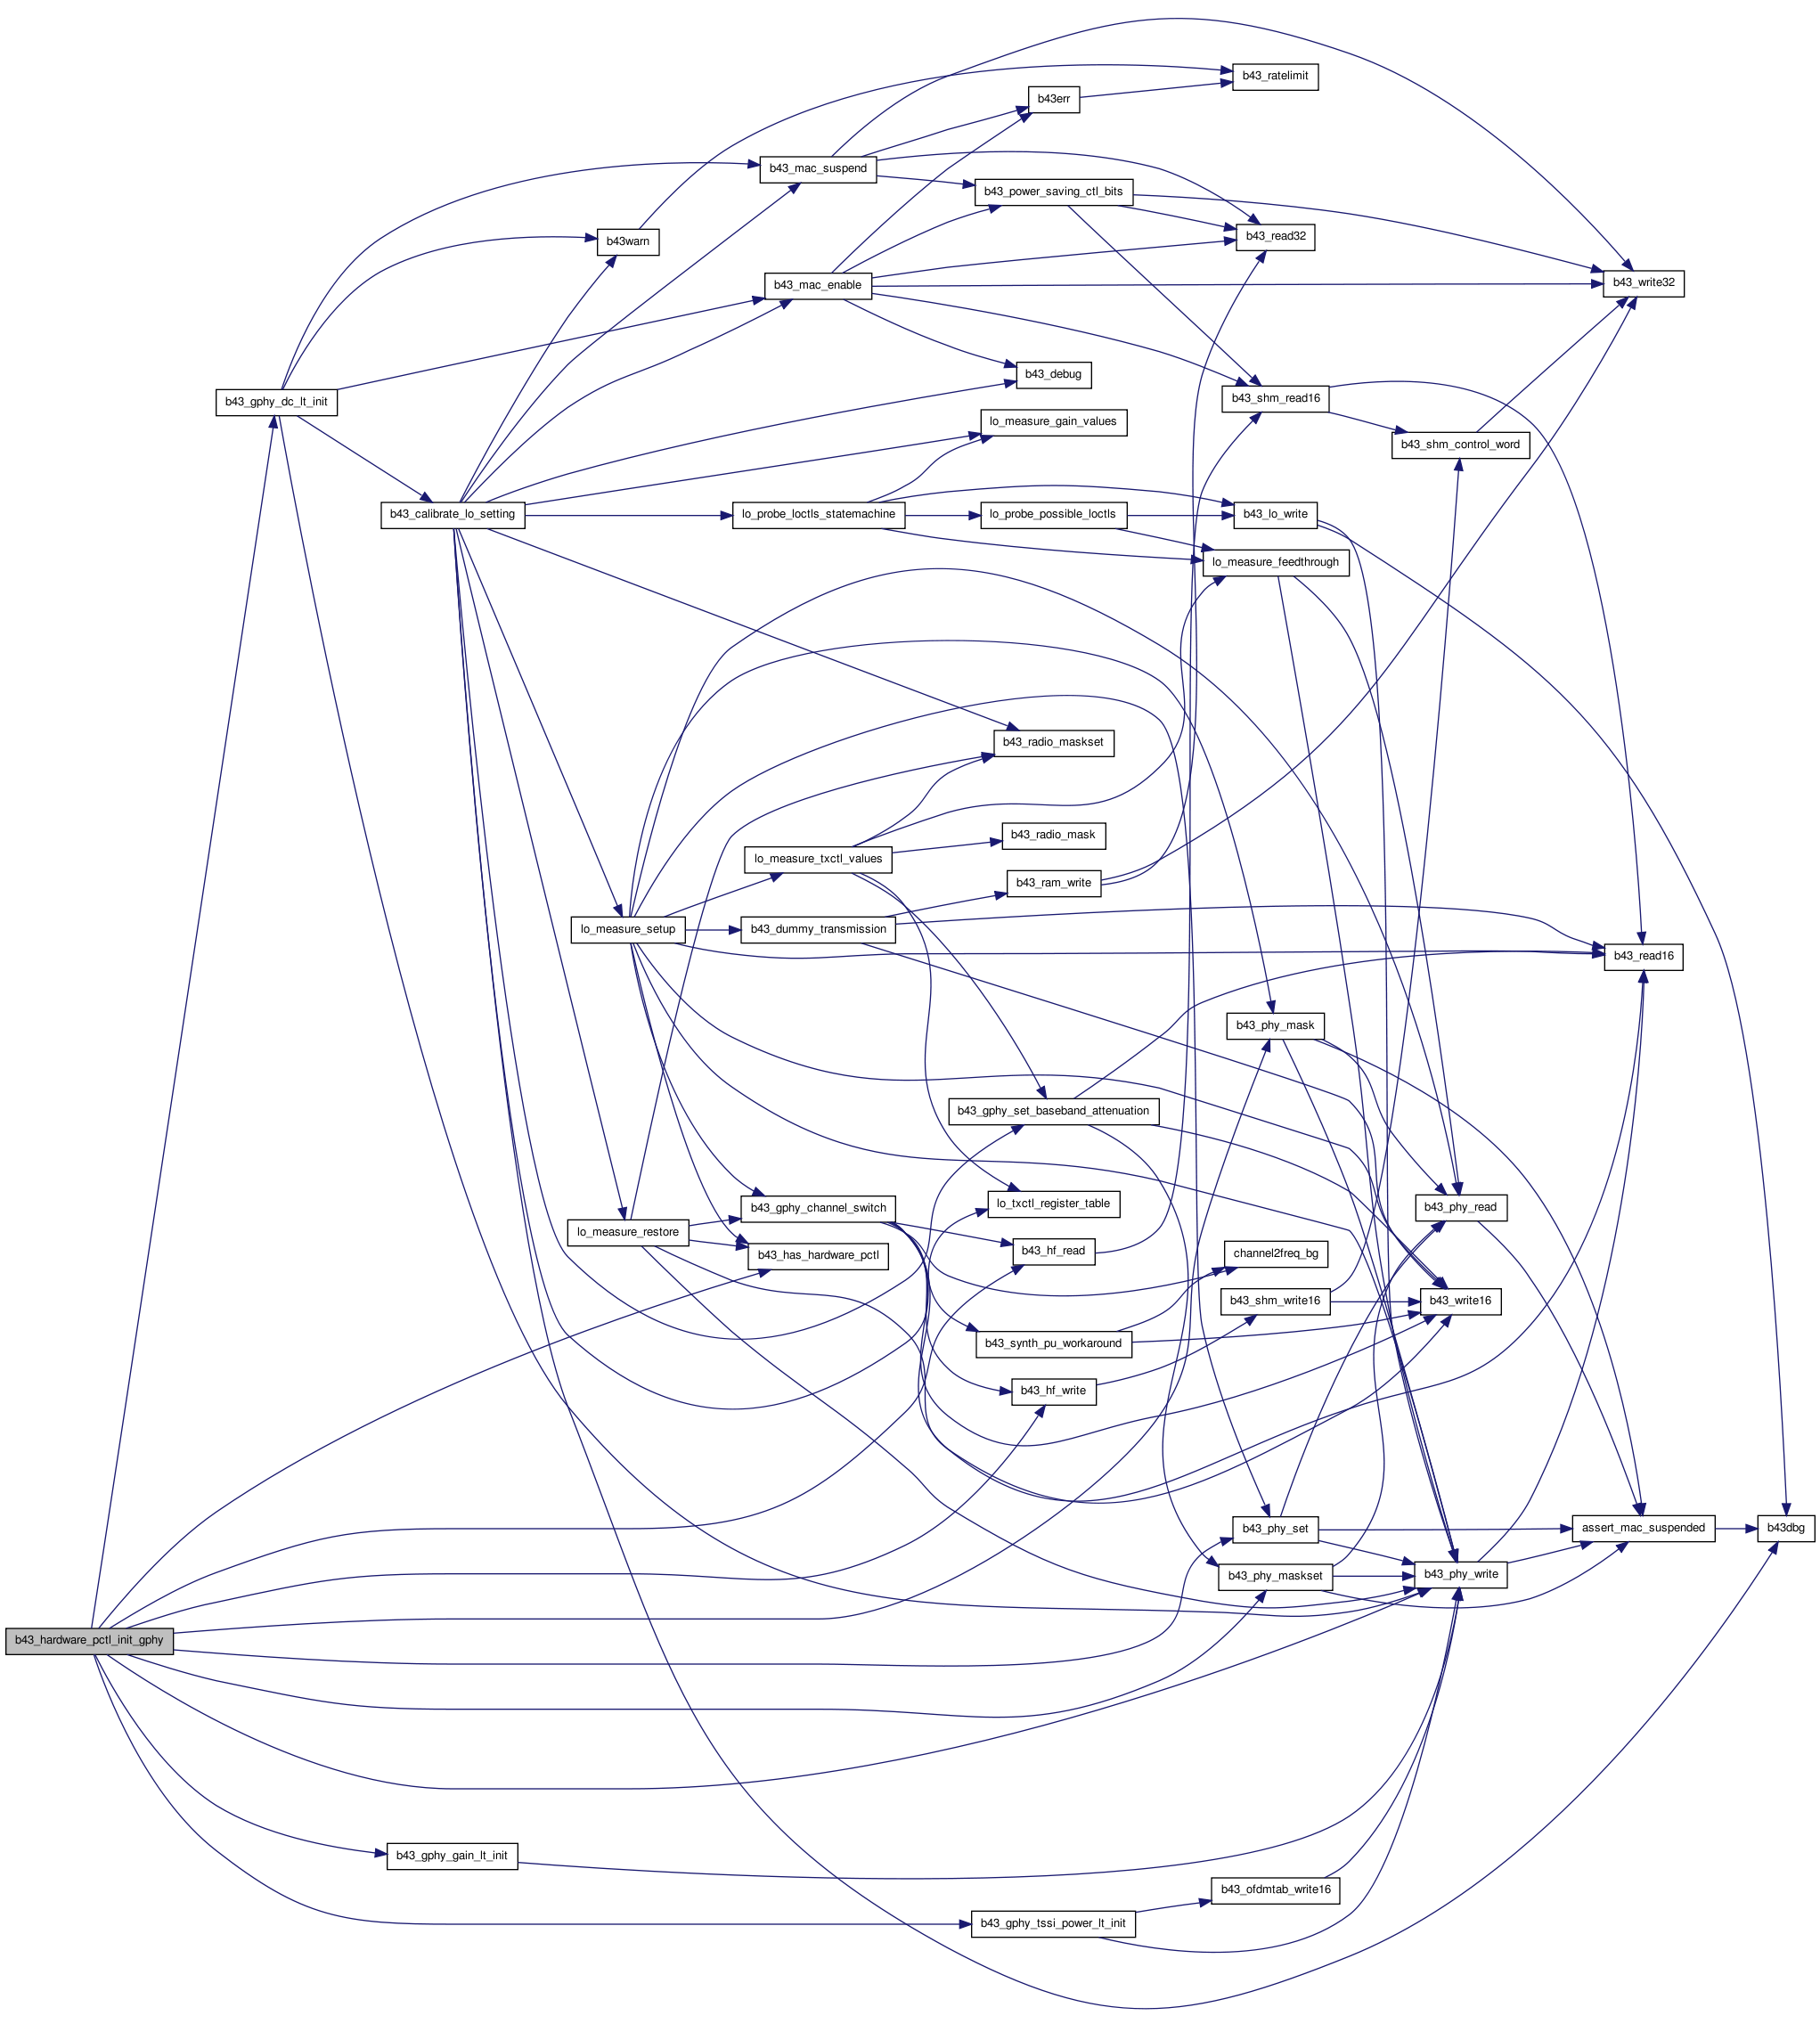 b43_ratelimit
b43err
b43_mac_suspend
b43_power_saving_ctl_bits
b43warn
b43_read32
b43_mac_enable
b43_write32
b43_debug
b43_gphy_dc_lt_init
b43_shm_read16
lo_measure_gain_values
b43_shm_control_word
b43_calibrate_lo_setting
lo_probe_loctls_statemachine
lo_probe_possible_loctls
b43_lo_write
lo_measure_feedthrough
b43_radio_maskset
b43_radio_mask
lo_measure_txctl_values
b43_ram_write
lo_measure_setup
b43_dummy_transmission
b43_read16
b43_phy_mask
b43_gphy_set_baseband_attenuation
lo_txctl_register_table
b43_phy_read
b43_gphy_channel_switch
lo_measure_restore
b43_has_hardware_pctl
b43_hf_read
channel2freq_bg
b43_shm_write16
b43_write16
b43_synth_pu_workaround
b43_hf_write
b43_phy_set
assert_mac_suspended
b43dbg
b43_phy_maskset
b43_phy_write
b43_hardware_pctl_init_gphy
b43_gphy_gain_lt_init
b43_ofdmtab_write16
b43_gphy_tssi_power_lt_init